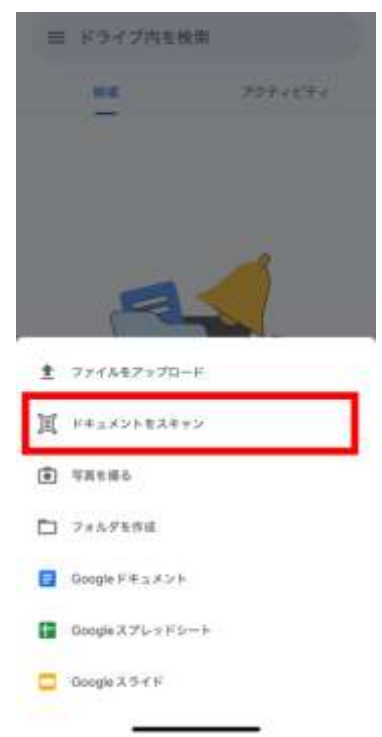 ドライブ内を検索
候補
アクティビティ
ファイルをアップロード
ドキュメントをスキャン
写真を撮る
フォルダを作成
Google ドキュメント
Google スプレッドシート
Google スライド